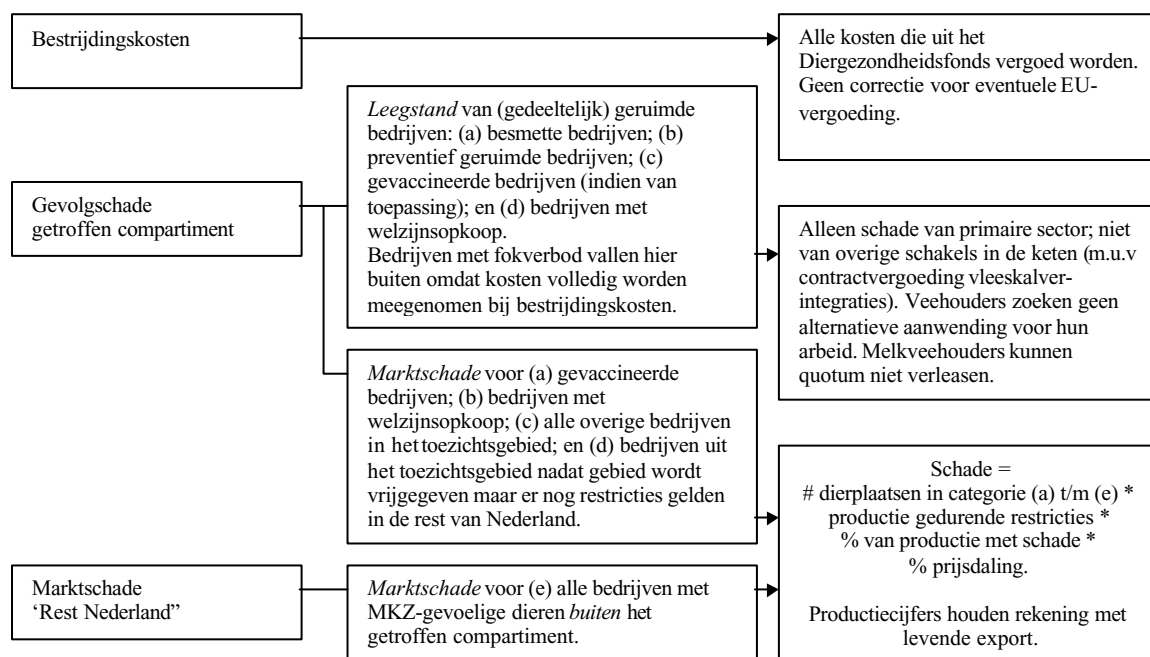 Bestrijdingskosten
Alle kosten die uit het
Diergezondheidsfonds vergoed worden.
Geen correctie voor eventuele EU-
vergoeding.
Gevolgschade
getroffen compartiment
Leegstand van (gedeeltelijk) geruimde
bedrijven: (a) besmette bedrijven; (b)
preventief geruimde bedrijven; (c)
gevaccineerde bedrijven (indien van
toepassing); en (d) bedrijven met
welzijnsopkoop.
Bedrijven met fokverbod vallen hier
buiten omdat kosten volledig worden
meegenomen bij bestrijdingskosten.
Alleen schade van primaire sector; niet
van overige schakels in de keten (m.u.v
contractvergoeding vleeskalver-
integraties). Veehouders zoeken geen
alternatieve aanwending voor hun
arbeid. Melkveehouders kunnen
quotum niet verleasen.
Marktschade voor (a) gevaccineerde
bedrijven; (b) bedrijven met
welzijnsopkoop; (c) alle overige bedrijven
in het toezichtsgebied; en (d) bedrijven uit
het toezichtsgebied nadat gebied wordt
vrijgegeven maar er nog restricties gelden
in de rest van Nederland.
Marktschade
‘Rest Nederland”
Marktschade voor (e) alle bedrijven met
MKZ-gevoelige dieren buiten het
getroffen compartiment.
Schade =
# dierplaatsen in categorie (a) t/m (e) *
productie gedurende restricties *
% van productie met schade *
% prijsdaling.
Productiecijfers houden rekening met
levende export.